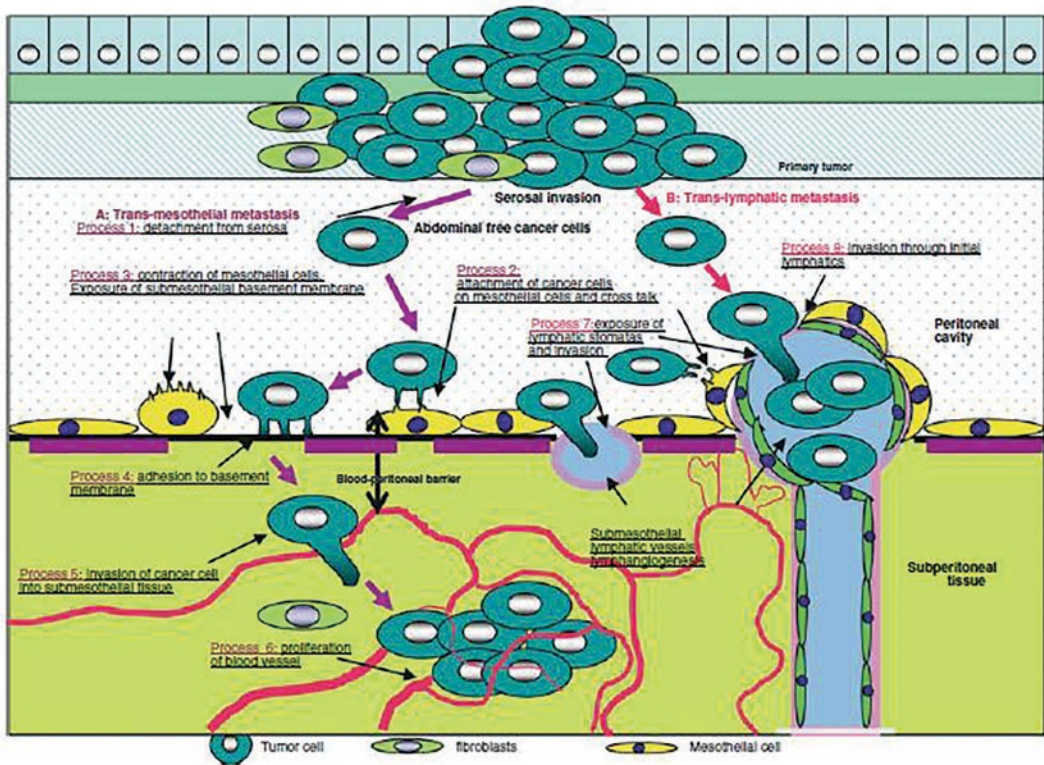 Primary tumor
Serosal invasion
A: Trans-mesothelial metastasis
Process 1: detachment from serosal
B: Trans-lymphatic metastasis
Abdominal free cancer cells
Process 3: contraction of mesothelial cells.
Exposure of submesothelial basement membrane
Process 2:
attachment of cancer cells
on mesothelial cells and cross talk
Process 8: invasion through initial
lymphatics
Process 7: exposure of
lymphatic stomatas
and invasion
Peritoneal
cavity
Process 4: adhesion to basement
membrane
Blood-peritoneal barrier
Process 5: invasion of cancer cell
into submesothelial tissue
Submesothelial
lymphatic vessels
lymphangiogenesis
Subperitoneal
tissue
Process 6: proliferation
of blood vessel
Tumor cell
fibroblasts
Mesothelial cell